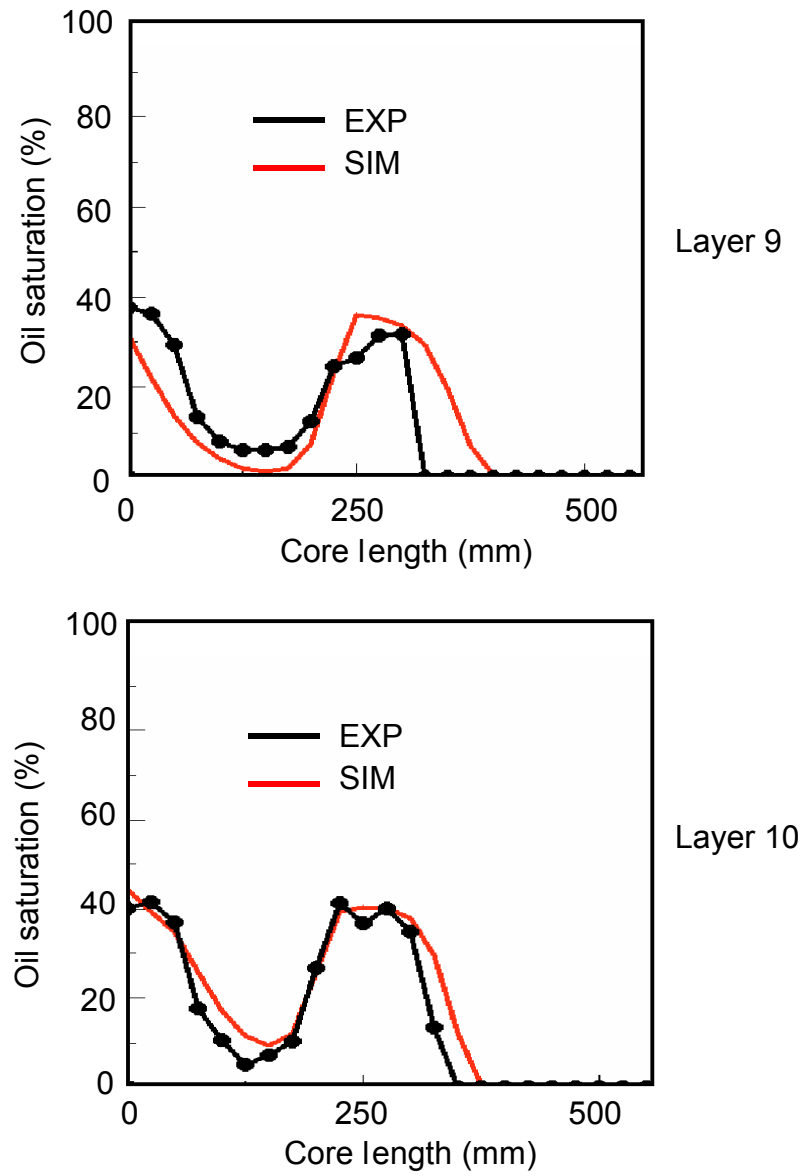 100
80
60
40
20
0
Oil saturation (%)
EXP
SIM
Layer 9
0
250
500
Core length (mm)
100
80
60
40
20
0
Oil saturation (%)
EXP
SIM
Layer 10
0
250
500
Core length (mm)